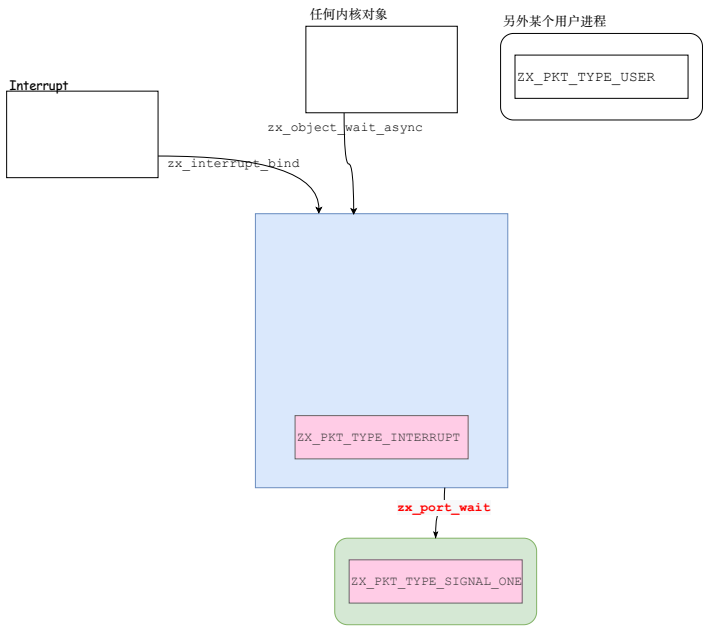 任何内核对象
另外某个用户进程
ZX_PKT_TYPE_USER
Interrupt
zx_object_wait_async
zx_interrupt_bind
ZX_PKT_TYPE_INTERRUPT
zx_port_wait
ZX_PKT_TYPE_SIGNAL_ONE